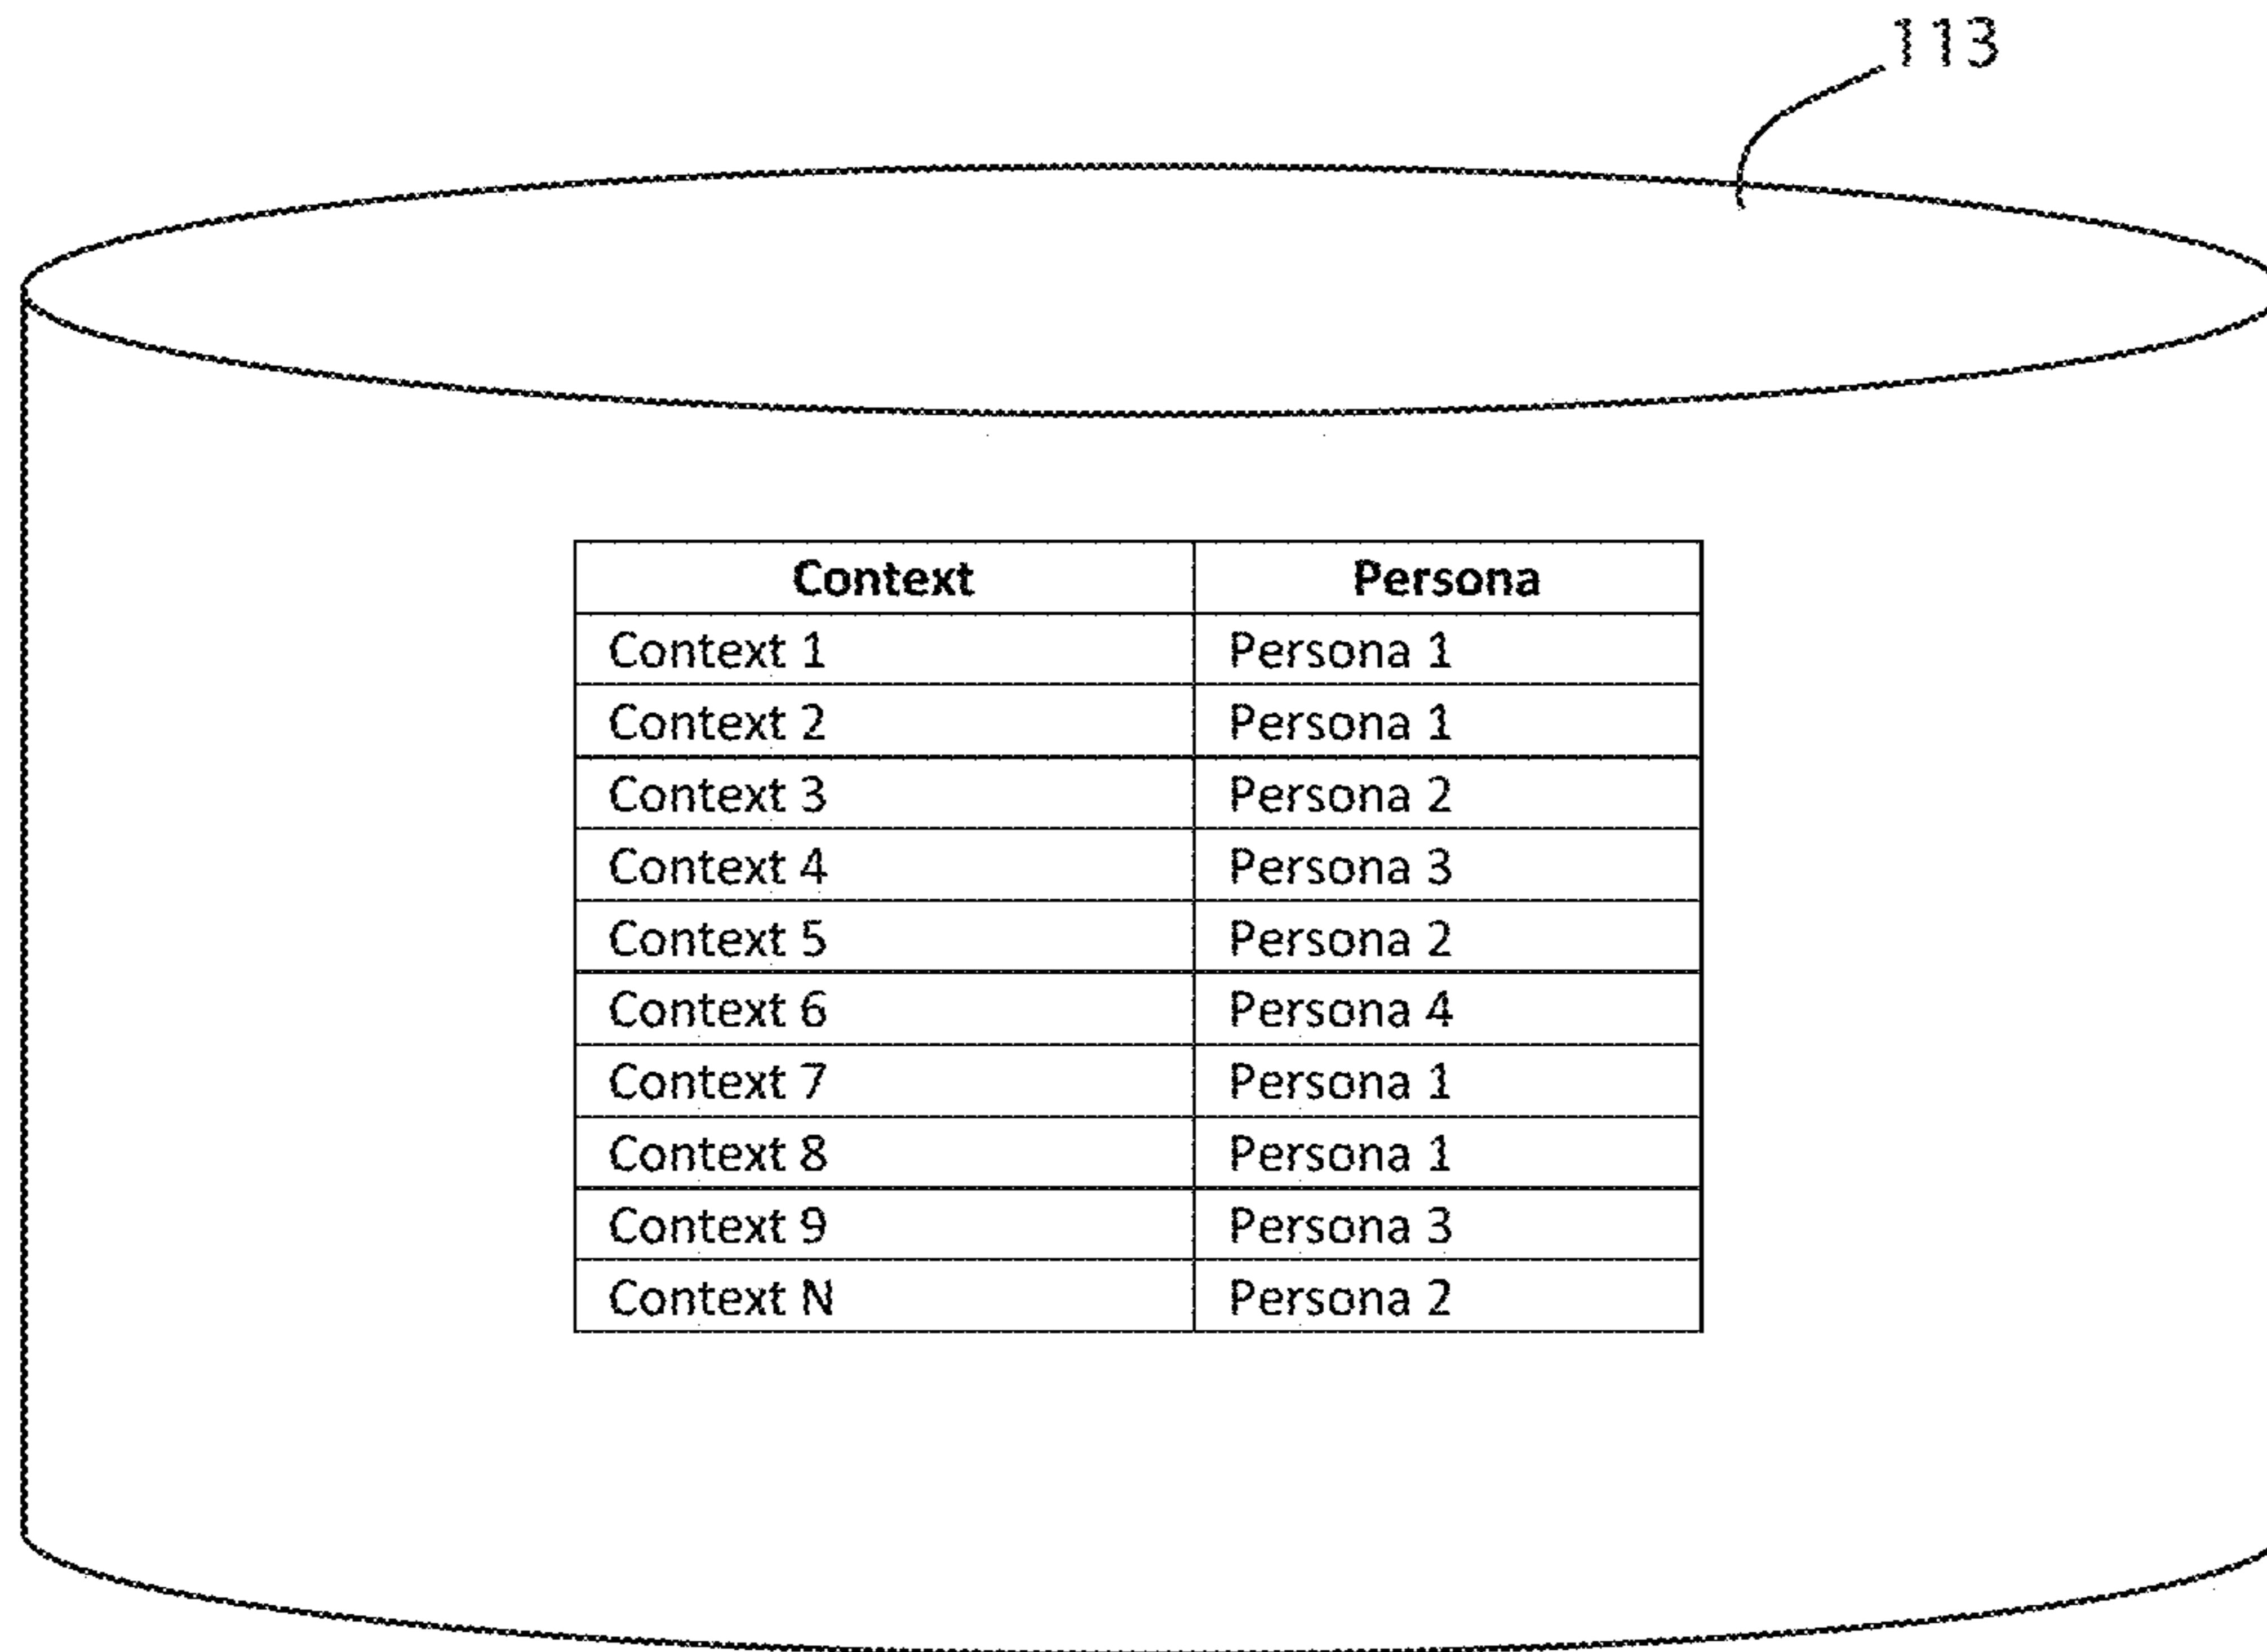 113
Context Persona
Context 1 Persona 1
Context 2 Persona 1
Context 3 Persona 2
Context 4 Persona 3
Context 5 Persona 2
Context 6 Persona 4
Context 7 Persona 1
Context 8 Persona 1
Context 9 Persona 3
Context N Persona 2